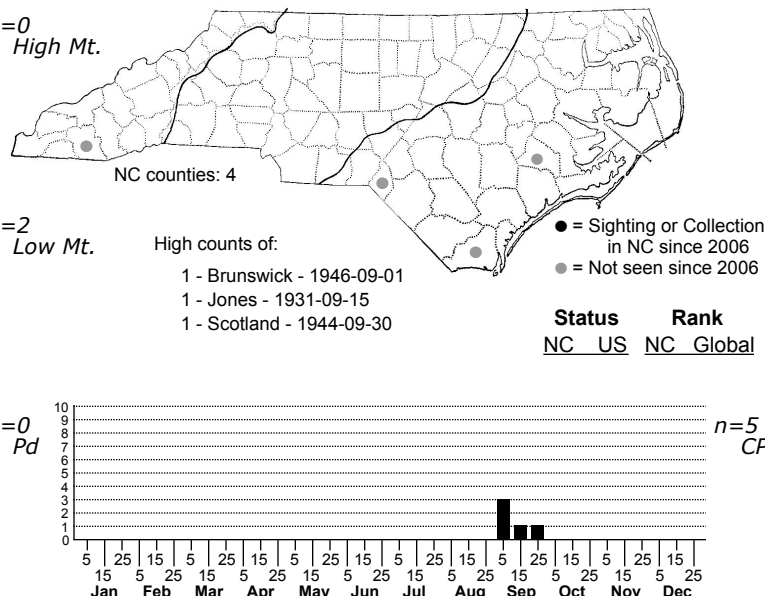 =0
High Mt.
NC counties: 4
=2
Low Mt.
High counts of:
1 - Brunswick - 1946-09-01
1 - Jones - 1931-09-15
1 - Scotland - 1944-09-30
● = Sighting or Collection
in NC since 2006
● = Not seen since 2006
Status Rank
NC US NC Global
=0
Pd
n=5
CP
10
9
8
7
6
5
4
3
2
1
0
5 25 15 5 25 15 5 25 15 5 25 15 5 25 15 5 25 15
15 5 25 15 5 25 15 5 25 15 5 25 15 5 25 15 5 25
Jan Feb Mar Apr May Jun Jul Aug Sep Oct Nov Dec